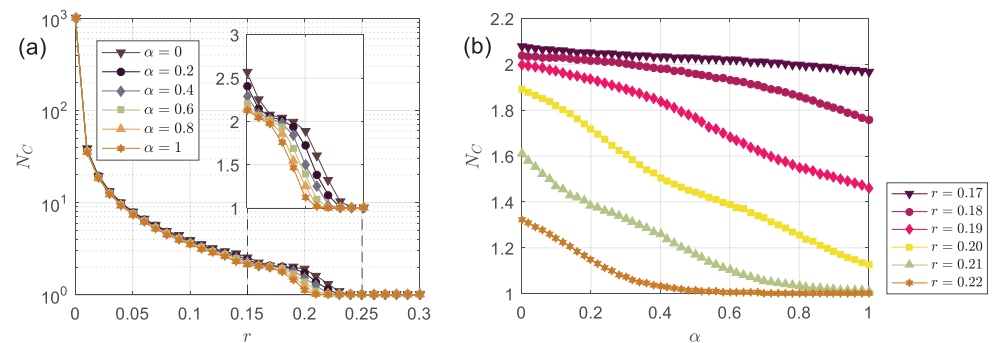 (a)
10^3
10^2
10^1
10^0
N_C
0
0.05
0.1
0.15
0.2
0.25
0.3
r
α = 0
α = 0.2
α = 0.4
α = 0.6
α = 0.8
α = 1
3
2.5
2
1.5
1
(b)
2.2
2
1.8
1.6
1.4
1.2
1
N_C
0
0.2
0.4
0.6
0.8
1
α
r = 0.17
r = 0.18
r = 0.19
r = 0.20
r = 0.21
r = 0.22